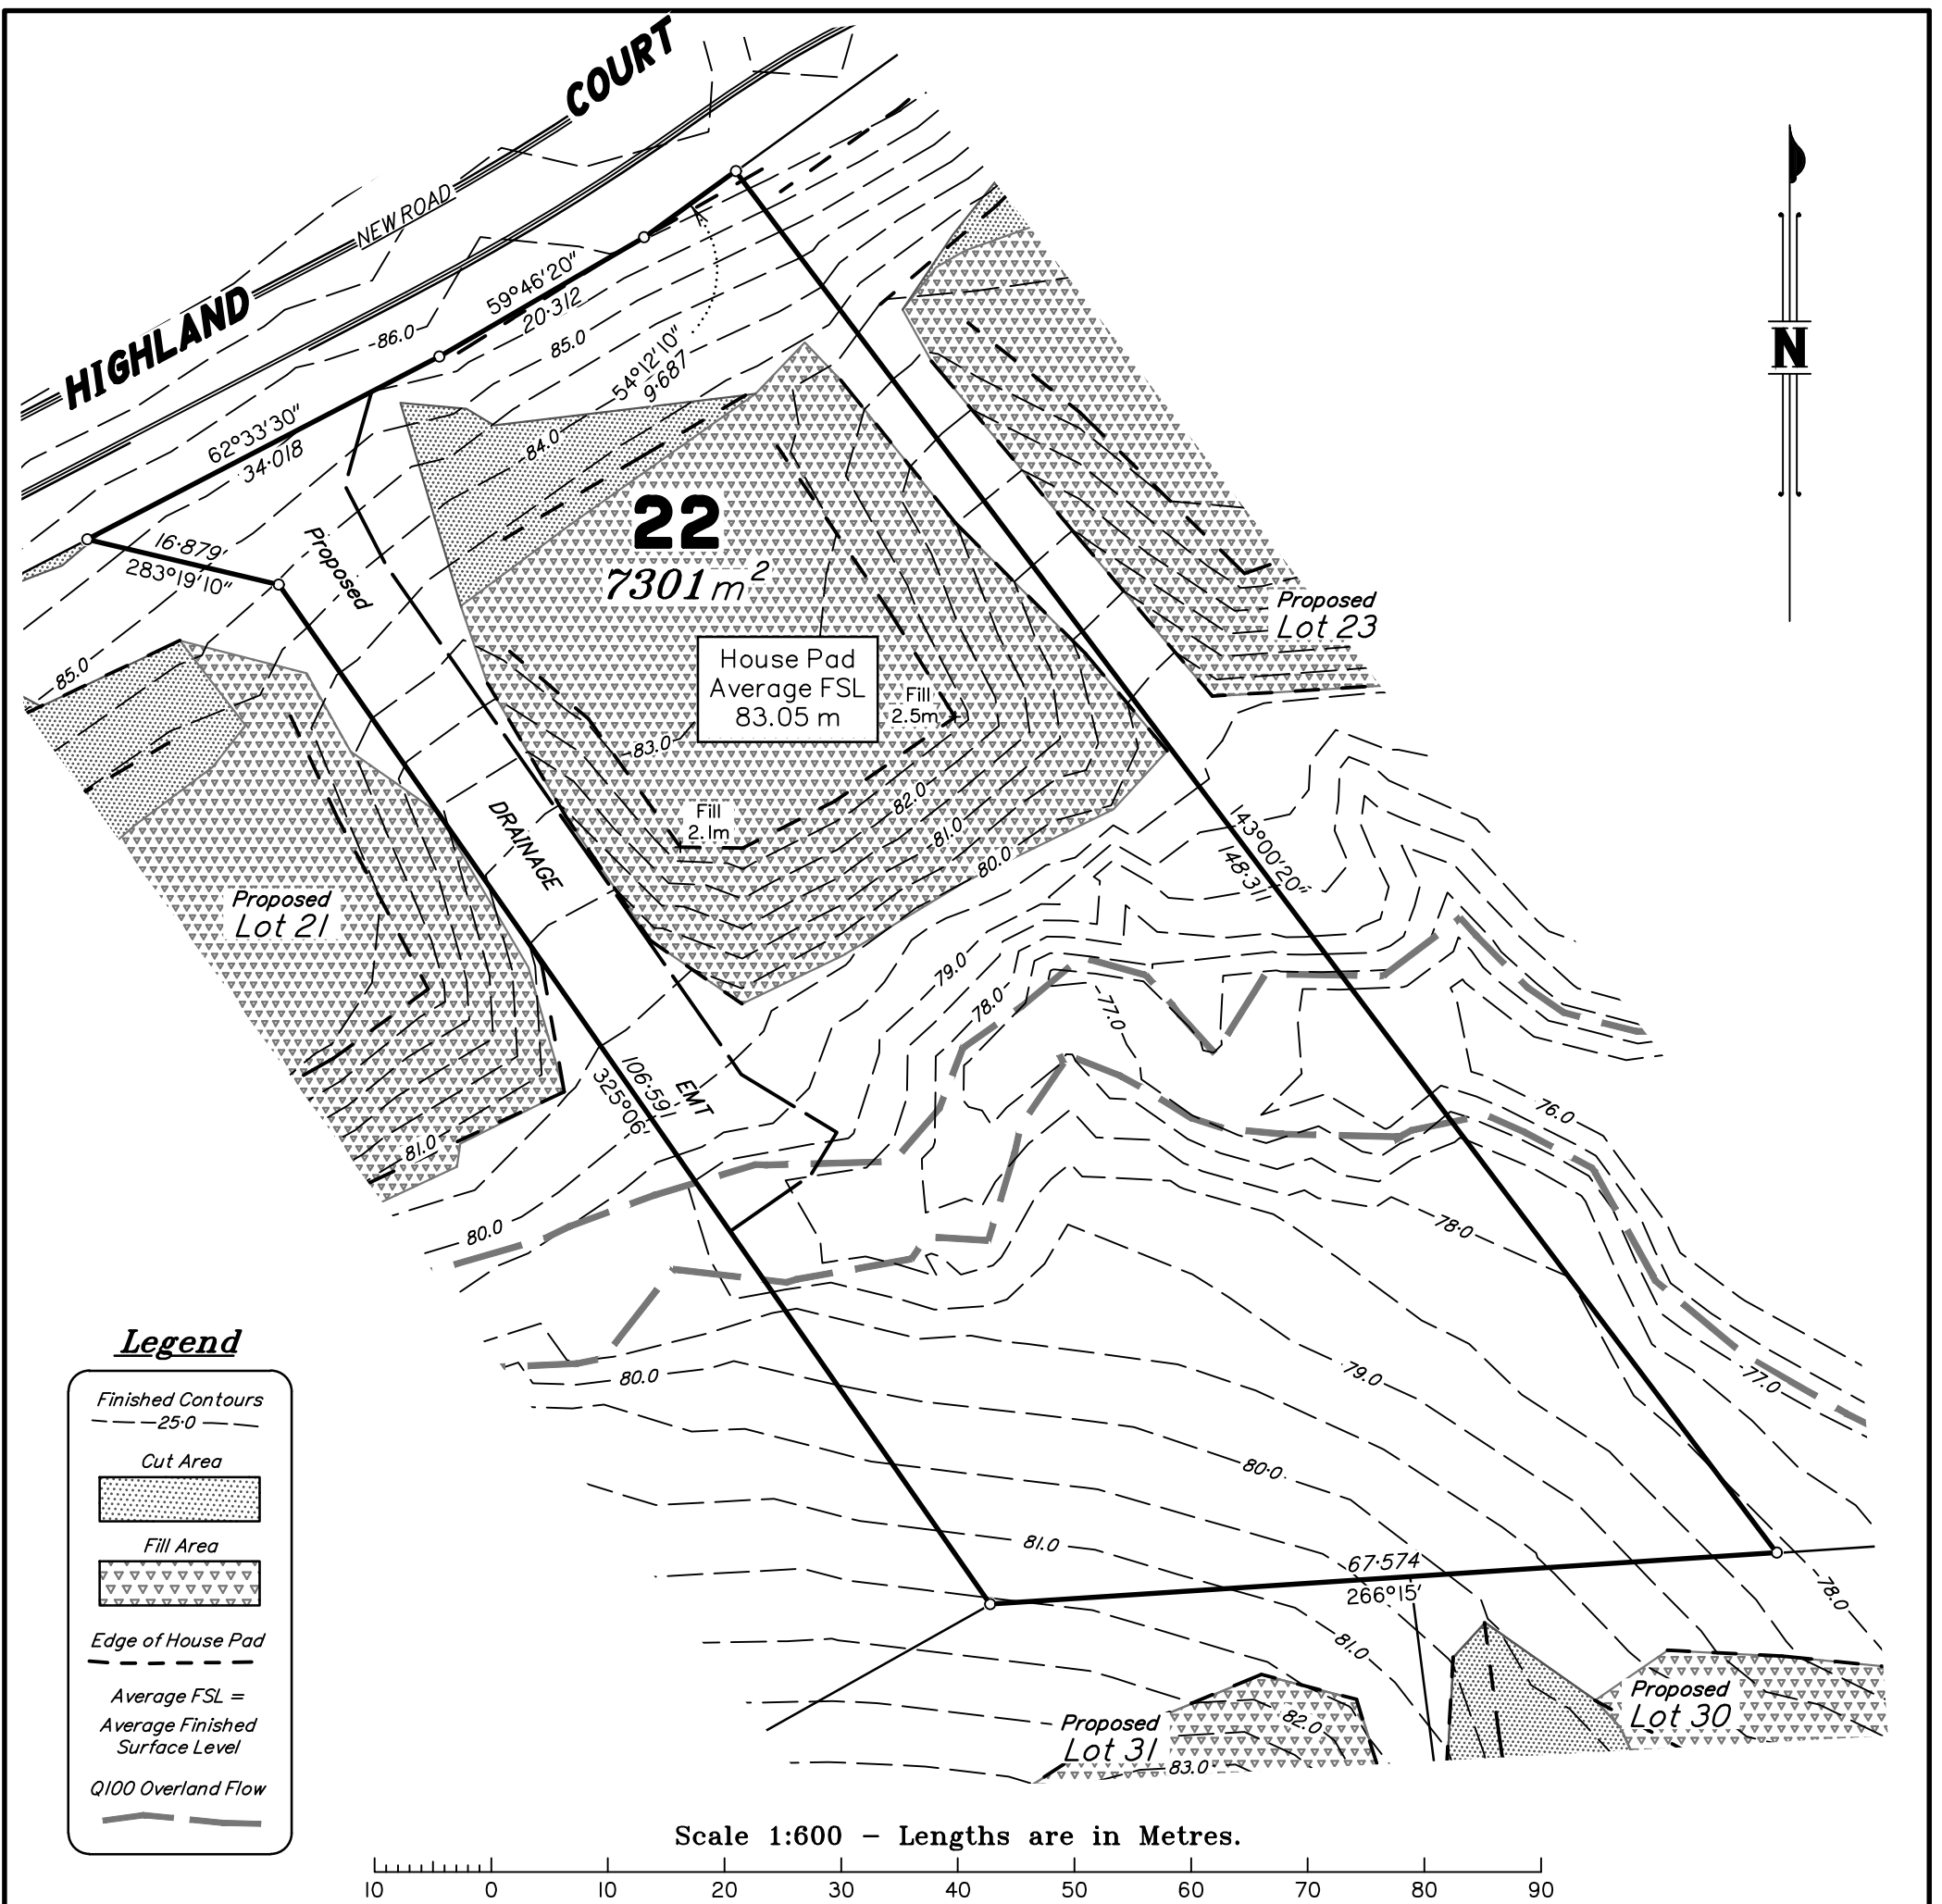 HIGHLAND COURT
NEW ROAD
N
59°46'20"
20·312
86.0
85.0
54°12'10"
9·687
62°33'30"
34·018
84.0
16·879
283°19'10"
Proposed
DRAINAGE
EMT
22
7301 m²
House Pad
Average FSL
83.05 m
Fill
2.5m
Fill
2.1m
83.0
82.0
81.0
80.0
Proposed
Lot 23
85.0
Proposed
Lot 21
81.0
80.0
79.0
78.0
77.0
143°00'20"
148·311
106·591
325°06'
76.0
78·0
77.0
79.0
80.0
80·0
81.0
67·574
266°15'
78.0
81.0
Proposed
Lot 31
82.0
83.0
Proposed
Lot 30
Legend
Finished Contours
25·0
Cut Area
Fill Area
Edge of House Pad
Average FSL =
Average Finished
Surface Level
Q100 Overland Flow
Scale 1:600 – Lengths are in Metres.
10 0 10 20 30 40 50 60 70 80 90